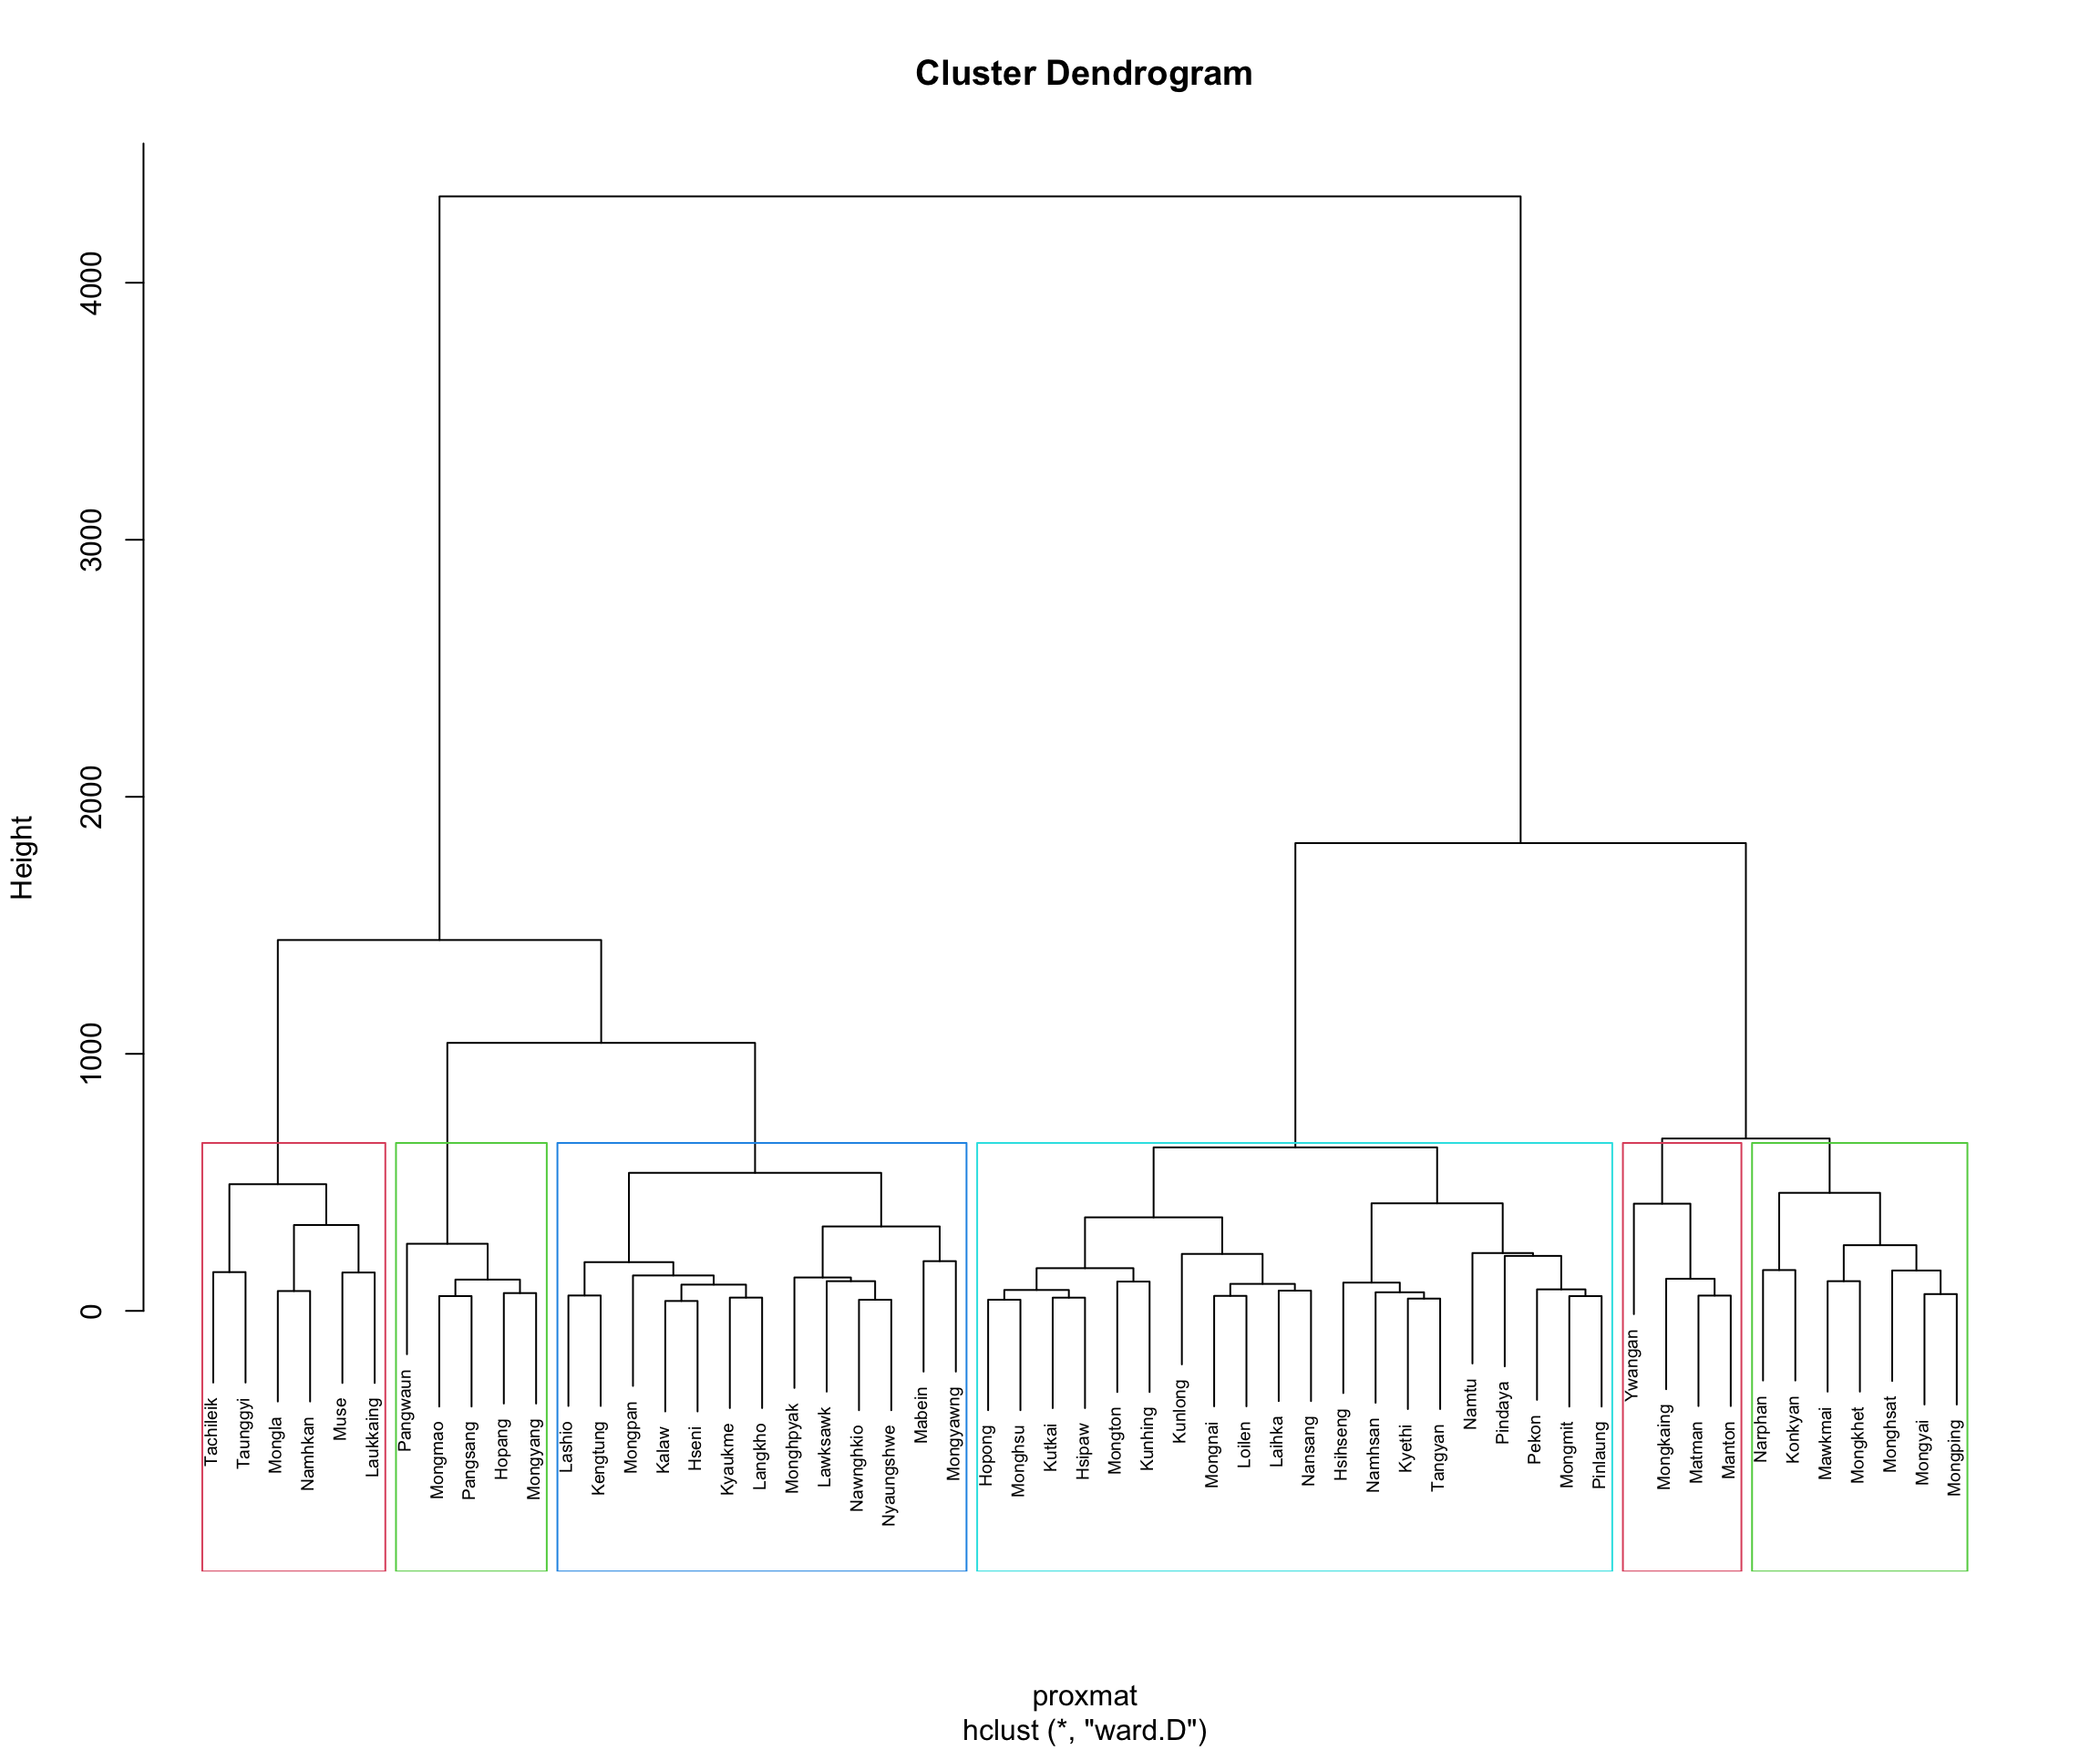 Cluster Dendrogram
Height
4000
3000
2000
1000
0
Tachileik
Taunggyi
Mongla
Namhkan
Muse
Laukkaing
Pangwaun
Mongmao
Pangsang
Hopang
Mongyang
Lashio
Kengtung
Mongpan
Kalaw
Hseni
Kyaukme
Langkho
Monghpyak
Lawksawk
Nawnghkio
Nyaungshwe
Mabein
Mongyawng
Hopong
Monghsu
Kutkai
Hsipaw
Mongton
Kunhing
Kunlong
Mongnai
Loilen
Laihka
Nansang
Hsihseng
Namhsan
Kyethi
Tangyan
Namtu
Pindaya
Pekon
Mongmit
Pinlaung
Ywangan
Mongkaing
Matman
Manton
Narphan
Konkyan
Mawkmai
Mongkhet
Monghsat
Mongyai
Mongping
proxmat
hclust (*, "ward.D")